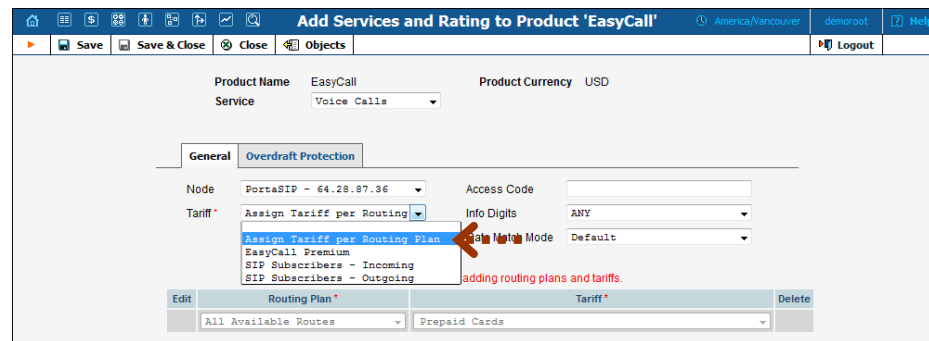 Add Services and Rating to Product 'EasyCall' America/Vancouver demoroot ? Help
Save Save & Close Close Objects Logout
Product Name EasyCall Product Currency USD
Service Voice Calls
General Overdraft Protection
Node PortaSIP - 64.28.87.36 Access Code
Tariff * Assign Tariff per Routing Info Digits ANY
Assign Tariff per Routing Plan Rate Match Mode Default
EasyCall Premium
SIP Subscribers - Incoming
SIP Subscribers - Outgoing adding routing plans and tariffs.
Edit Routing Plan * Tariff * Delete
All Available Routes Prepaid Cards